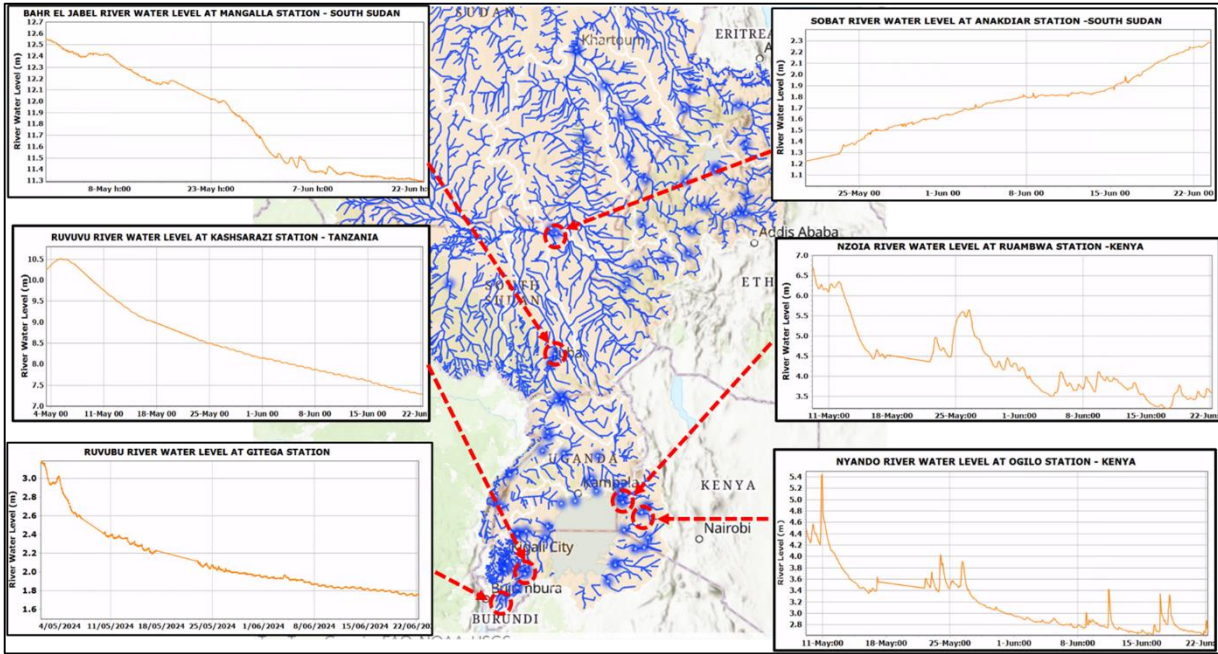 BAHR EL JABEL RIVER WATER LEVEL AT MANGALLA STATION - SOUTH SUDAN
River Water Level (m)
12.7
12.6
12.5
12.4
12.3
12.2
12.1
12.0
11.9
11.8
11.7
11.6
11.5
11.4
11.3
8-May h:00
23-May h:00
7-Jun h:00
22-Jun h:
RUVUVU RIVER WATER LEVEL AT KASHSARAZI STATION - TANZANIA
River Water Level (m)
10.5
10.0
9.5
9.0
8.5
8.0
7.5
7.0
4-May 00
11-May 00
18-May 00
25-May 00
1-Jun 00
8-Jun 00
15-Jun 00
22-Jun
RUVUBU RIVER WATER LEVEL AT GITEGA STATION
River Water Level (m)
3.0
2.8
2.6
2.4
2.2
2.0
1.8
1.6
4/05/2024
11/05/2024
18/05/2024
25/05/2024
1/06/2024
8/06/2024
15/06/2024
22/06/
SUDAN
Khartoum
ERITREA
Addis Ababa
ETH
SOUTH
SUDAN
Juba
UGANDA
Kampala
KENYA
Nairobi
Kigali City
Bujumbura
BURUNDI
SOBAT RIVER WATER LEVEL AT ANAKDIAR STATION -SOUTH SUDAN
River Water Level (m)
2.3
2.2
2.1
2.0
1.9
1.8
1.7
1.6
1.5
1.4
1.3
1.2
25-May 00
1-Jun 00
8-Jun 00
15-Jun 00
22-Jun 00
NZOIA RIVER WATER LEVEL AT RUAMBWA STATION -KENYA
River Water Level (m)
7.0
6.5
6.0
5.5
5.0
4.5
4.0
3.5
11-May:00
18-May:00
25-May:00
1-Jun:00
8-Jun:00
15-Jun:00
22-Jun:
NYANDO RIVER WATER LEVEL AT OGILO STATION - KENYA
River Water Level (m)
5.4
5.2
5.0
4.8
4.6
4.4
4.2
4.0
3.8
3.6
3.4
3.2
3.0
2.8
11-May:00
18-May:00
25-May:00
1-Jun:00
8-Jun:00
15-Jun:00
22-Jun: